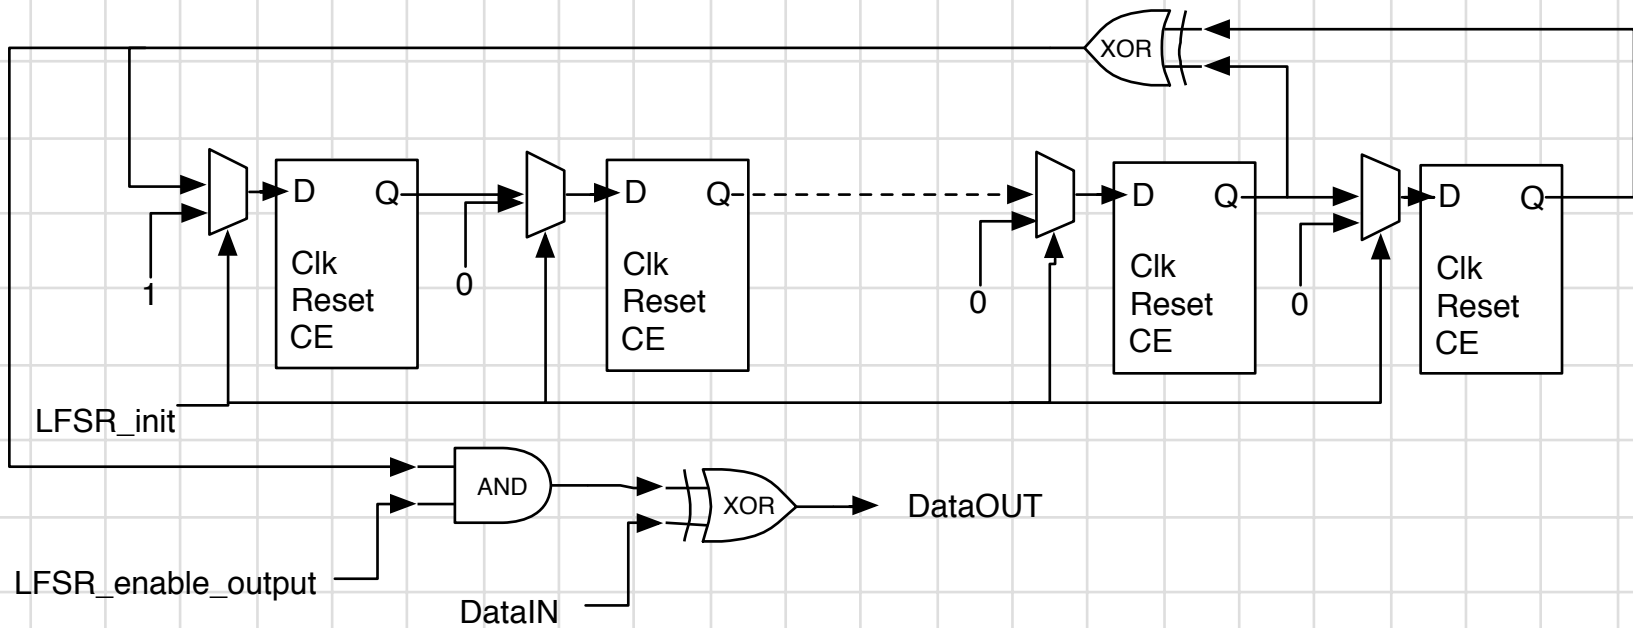 XOR
D Q
Clk
Reset
CE
1
0
D Q
Clk
Reset
CE
0
D Q
Clk
Reset
CE
0
D Q
Clk
Reset
CE
LFSR_init
AND
XOR
DataOUT
LFSR_enable_output
DataIN